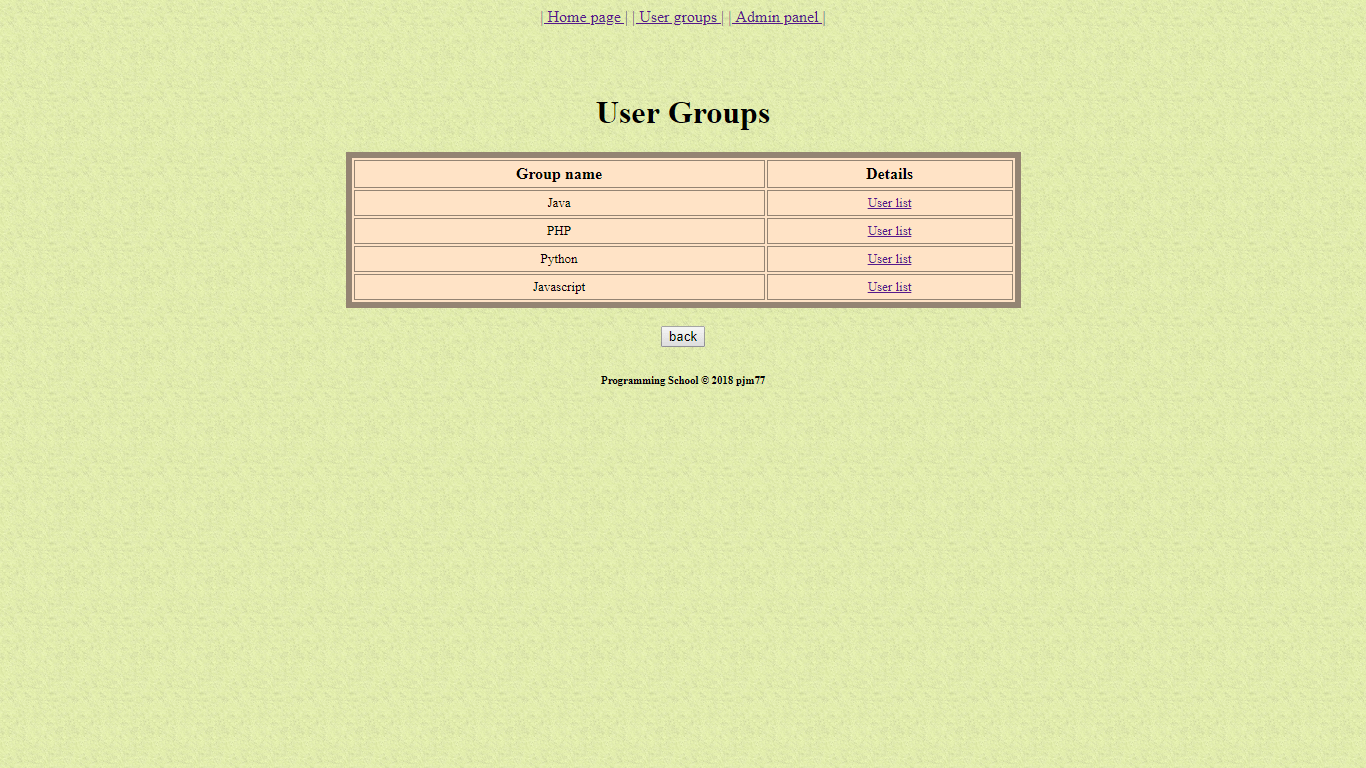 | Home page | | User groups | | Admin panel |
User Groups
Group name Details
Java User list
PHP User list
Python User list
Javascript User list
back
Programming School © 2018 pjm77